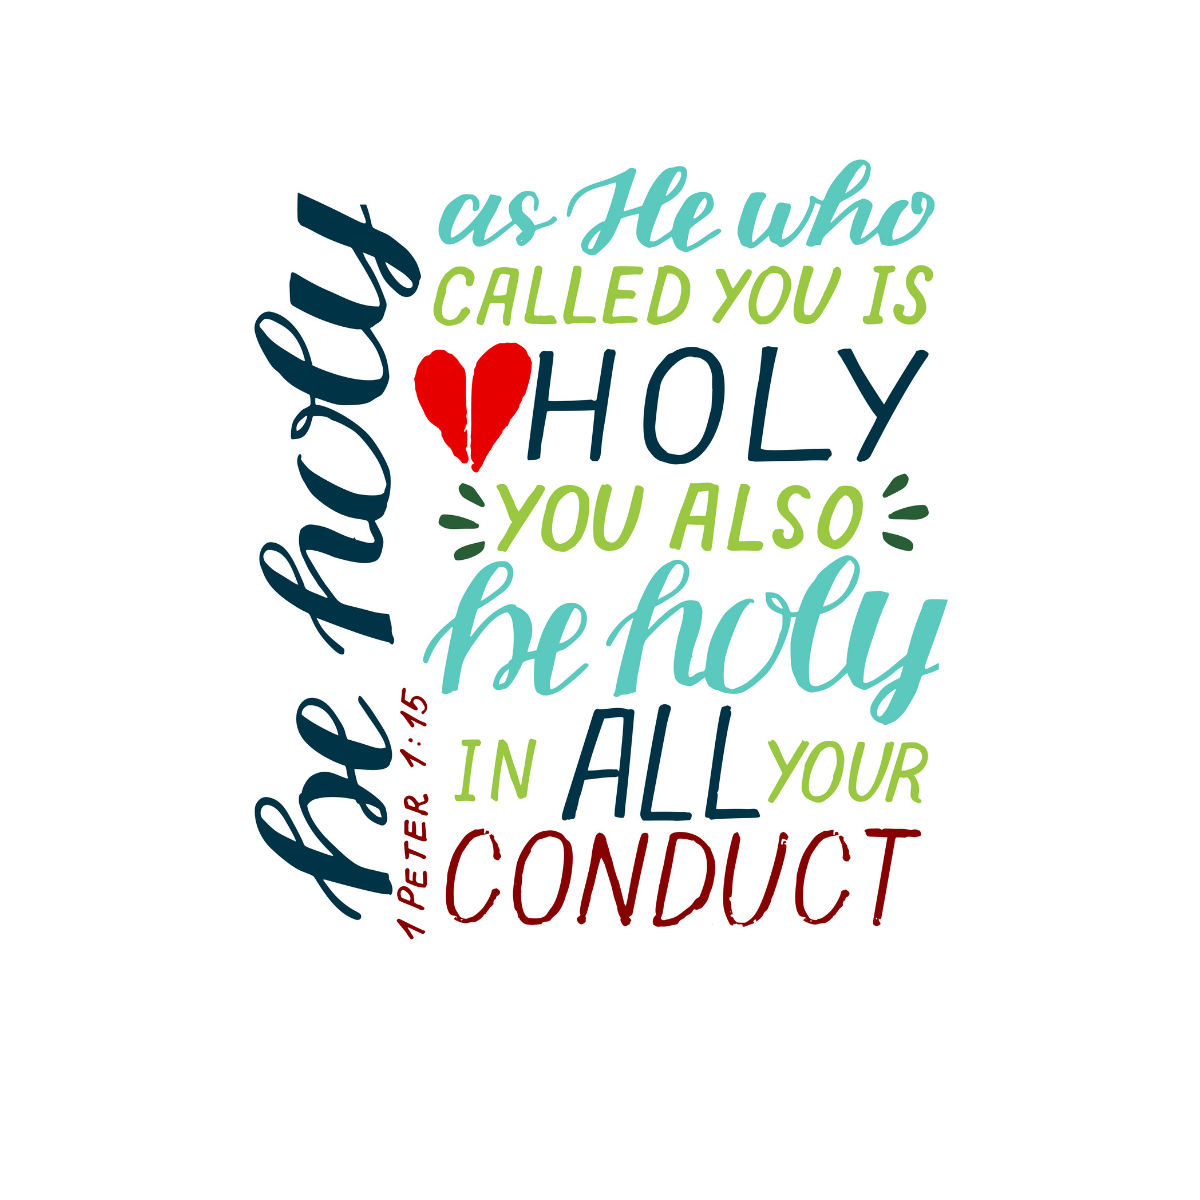 be holy
1 PETER 1:15
as He who
CALLED YOU IS
HOLY
YOU ALSO
be holy
IN ALL YOUR
CONDUCT